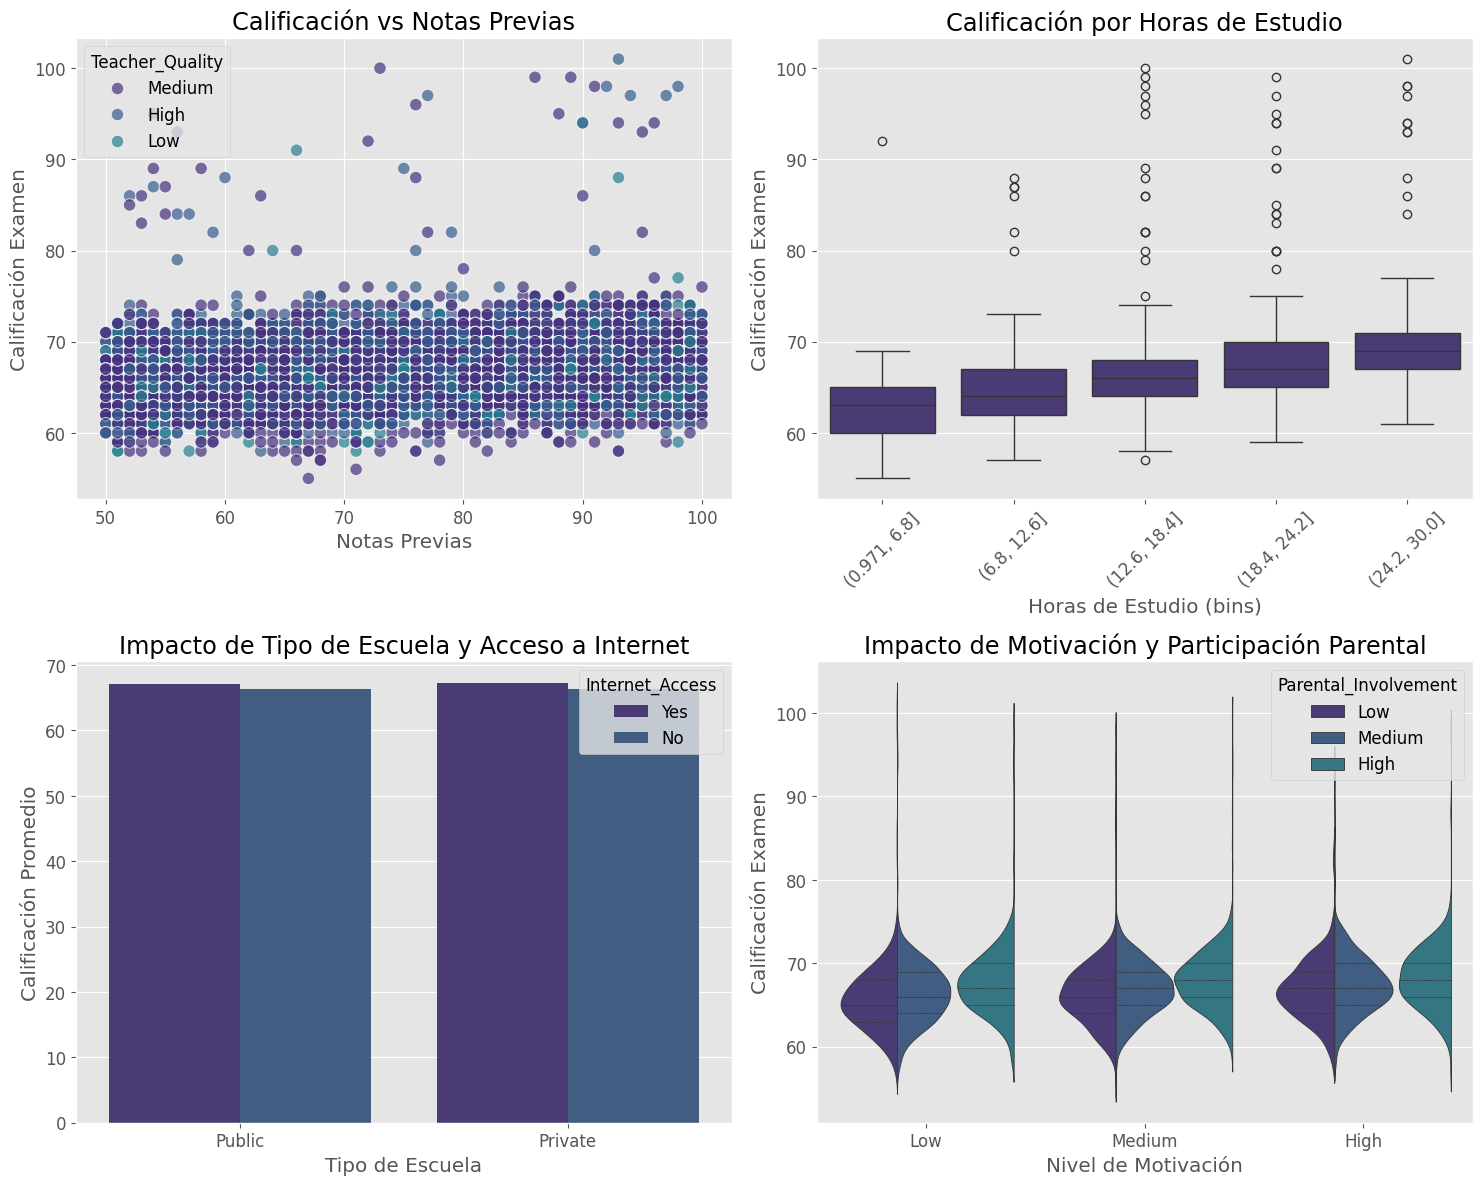 Calificación vs Notas Previas
Teacher_Quality
Medium
High
Low
Calificación Examen
100
90
80
70
60
50
60
70
80
90
100
Notas Previas
Calificación por Horas de Estudio
Calificación Examen
100
90
80
70
60
(0.971, 6.8]
(6.8, 12.6]
(12.6, 18.4]
(18.4, 24.2]
(24.2, 30.0]
Horas de Estudio (bins)
Impacto de Tipo de Escuela y Acceso a Internet
Internet_Access
Yes
No
Calificación Promedio
70
60
50
40
30
20
10
0
Public
Private
Tipo de Escuela
Impacto de Motivación y Participación Parental
Parental_Involvement
Low
Medium
High
Calificación Examen
100
90
80
70
60
Low
Medium
High
Nivel de Motivación